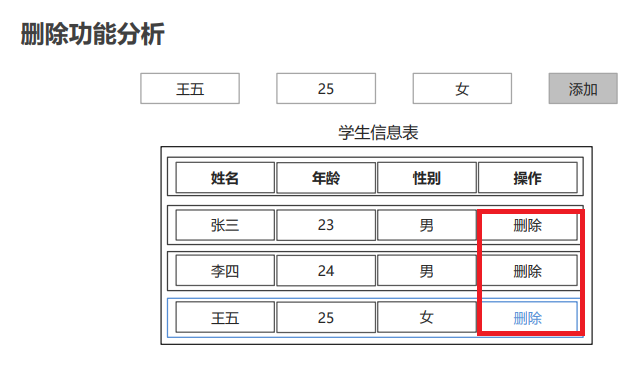 删除功能分析
王五 25 女 添加
学生信息表
姓名 年龄 性别 操作
张三 23 男 删除
李四 24 男 删除
王五 25 女 删除